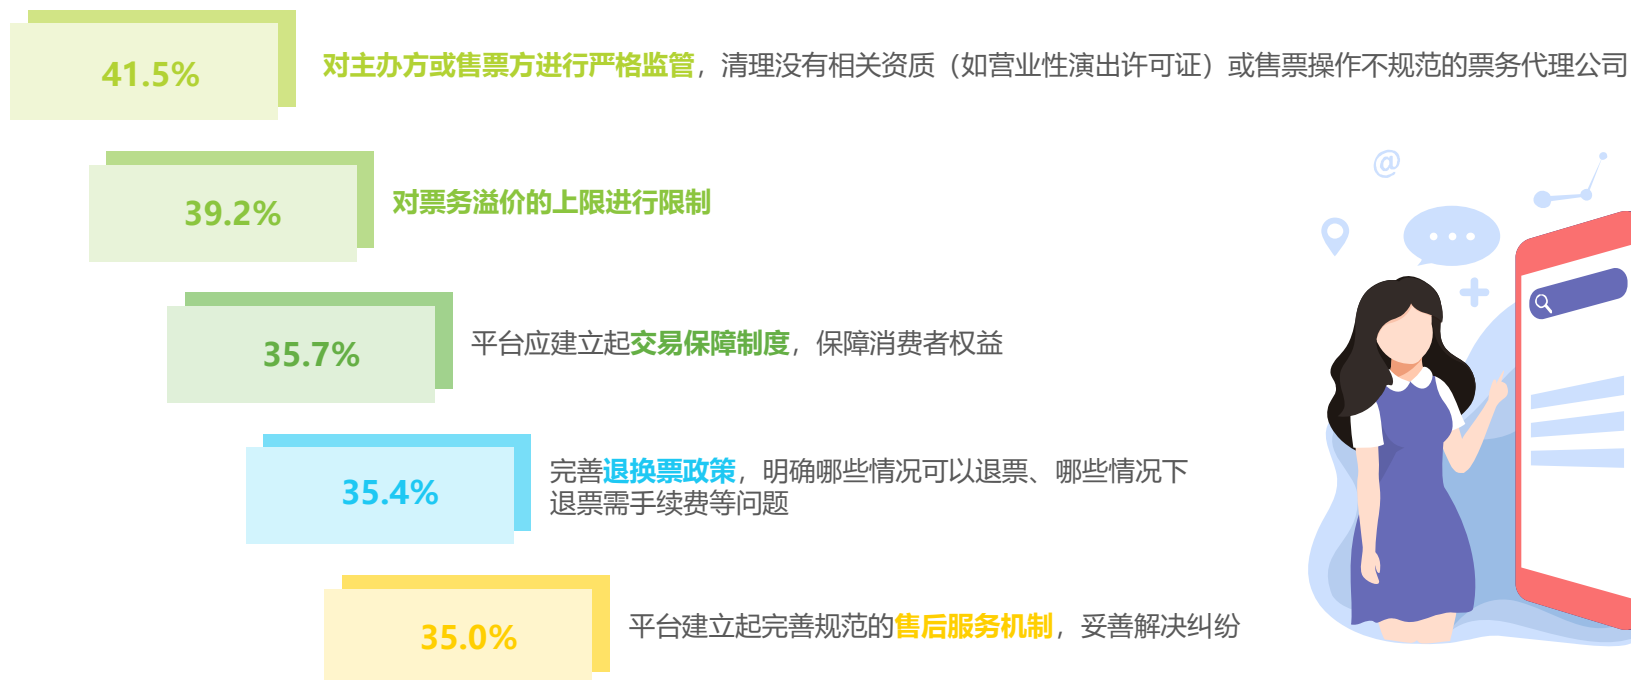 41.5%
对主办方或售票方进行严格监管，清理没有相关资质（如营业性演出许可证）或售票操作不规范的票务代理公司
39.2%
对票务溢价的上限进行限制
35.7%
平台应建立起交易保障制度，保障消费者权益
35.4%
完善退换票政策，明确哪些情况可以退票、哪些情况下
退票需手续费等问题
35.0%
平台建立起完善规范的售后服务机制，妥善解决纠纷
@